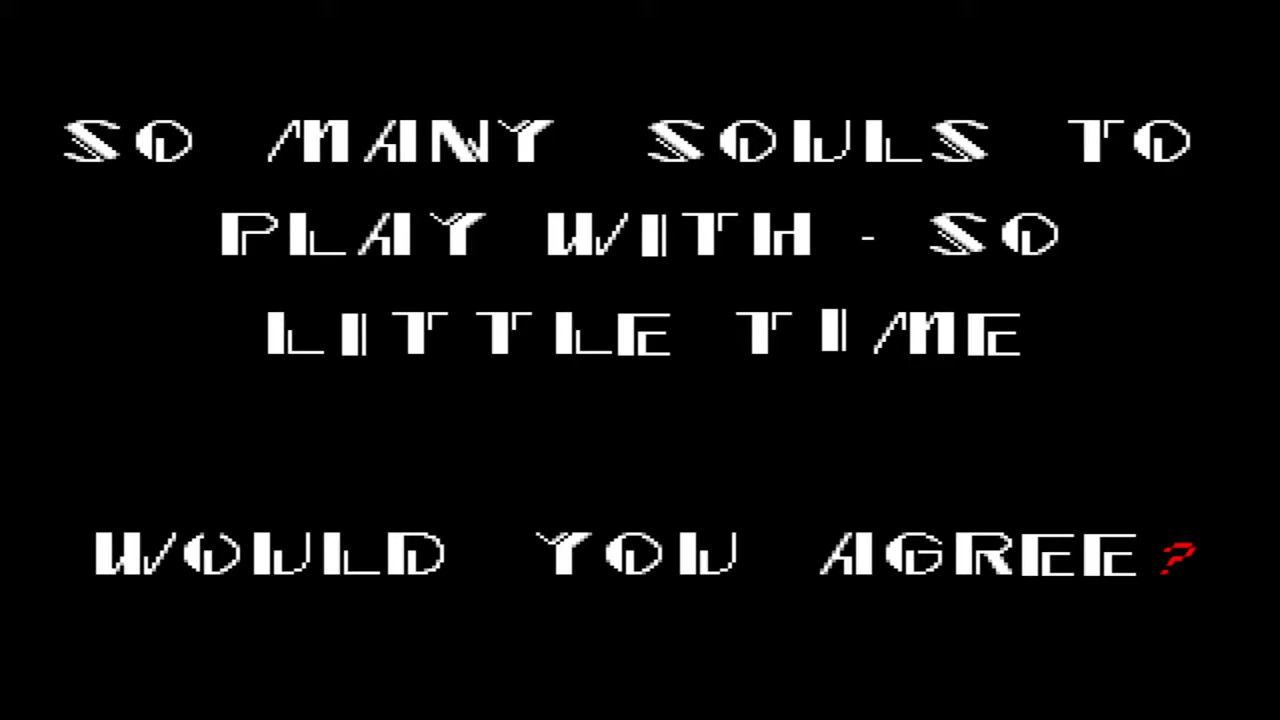 SO MANY SOULS TO
PLAY WITH - SO
LITTLE TIME
WOULD YOU AGREE?